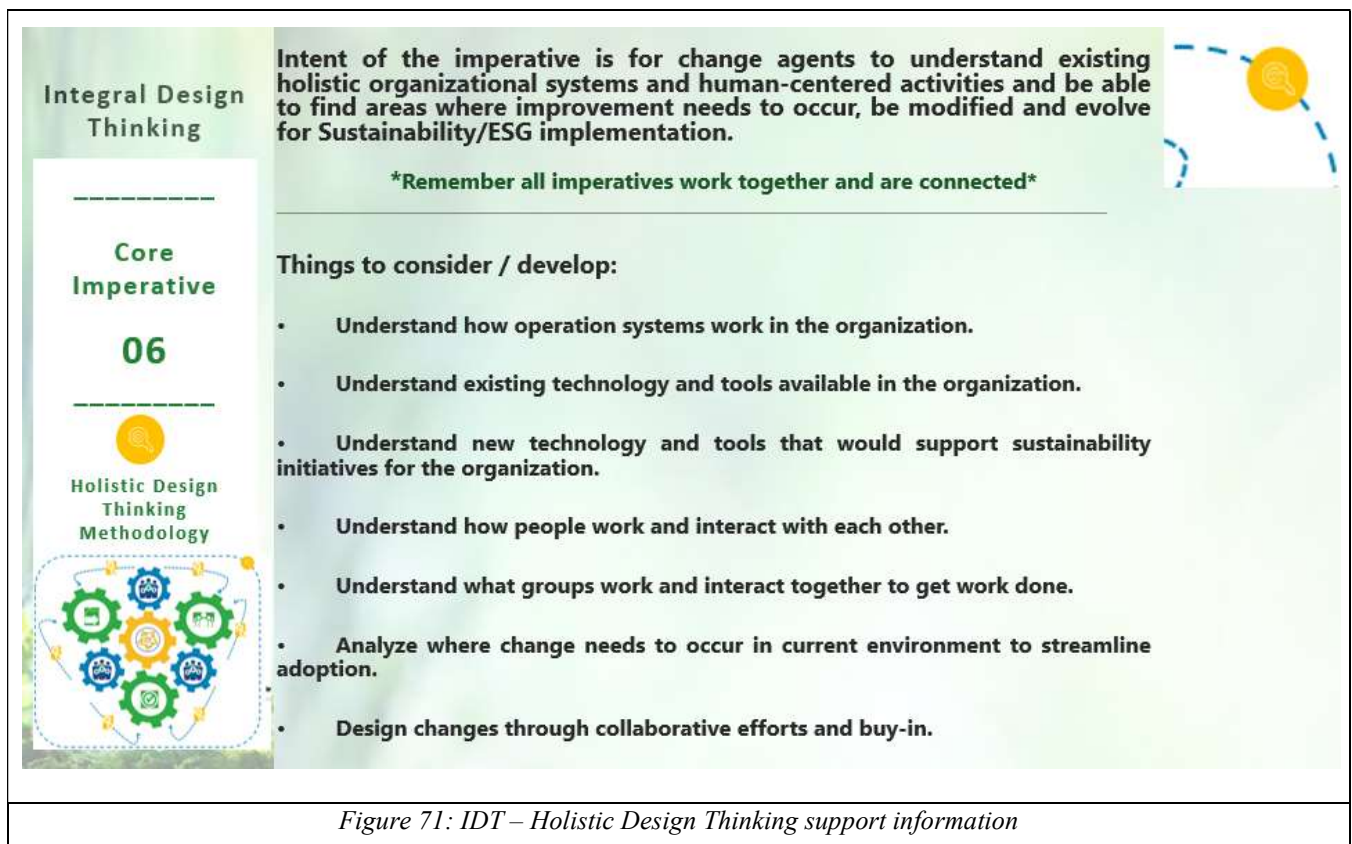 Integral Design
Thinking
Core
Imperative
06
Holistic Design
Thinking
Methodology
Intent of the imperative is for change agents to understand existing
holistic organizational systems and human-centered activities and be able
to find areas where improvement needs to occur, be modified and evolve
for Sustainability/ESG implementation.
*Remember all imperatives work together and are connected*
Things to consider / develop:
• Understand how operation systems work in the organization.
• Understand existing technology and tools available in the organization.
• Understand new technology and tools that would support sustainability
initiatives for the organization.
• Understand how people work and interact with each other.
• Understand what groups work and interact together to get work done.
• Analyze where change needs to occur in current environment to streamline
adoption.
• Design changes through collaborative efforts and buy-in.
Figure 71: IDT – Holistic Design Thinking support information